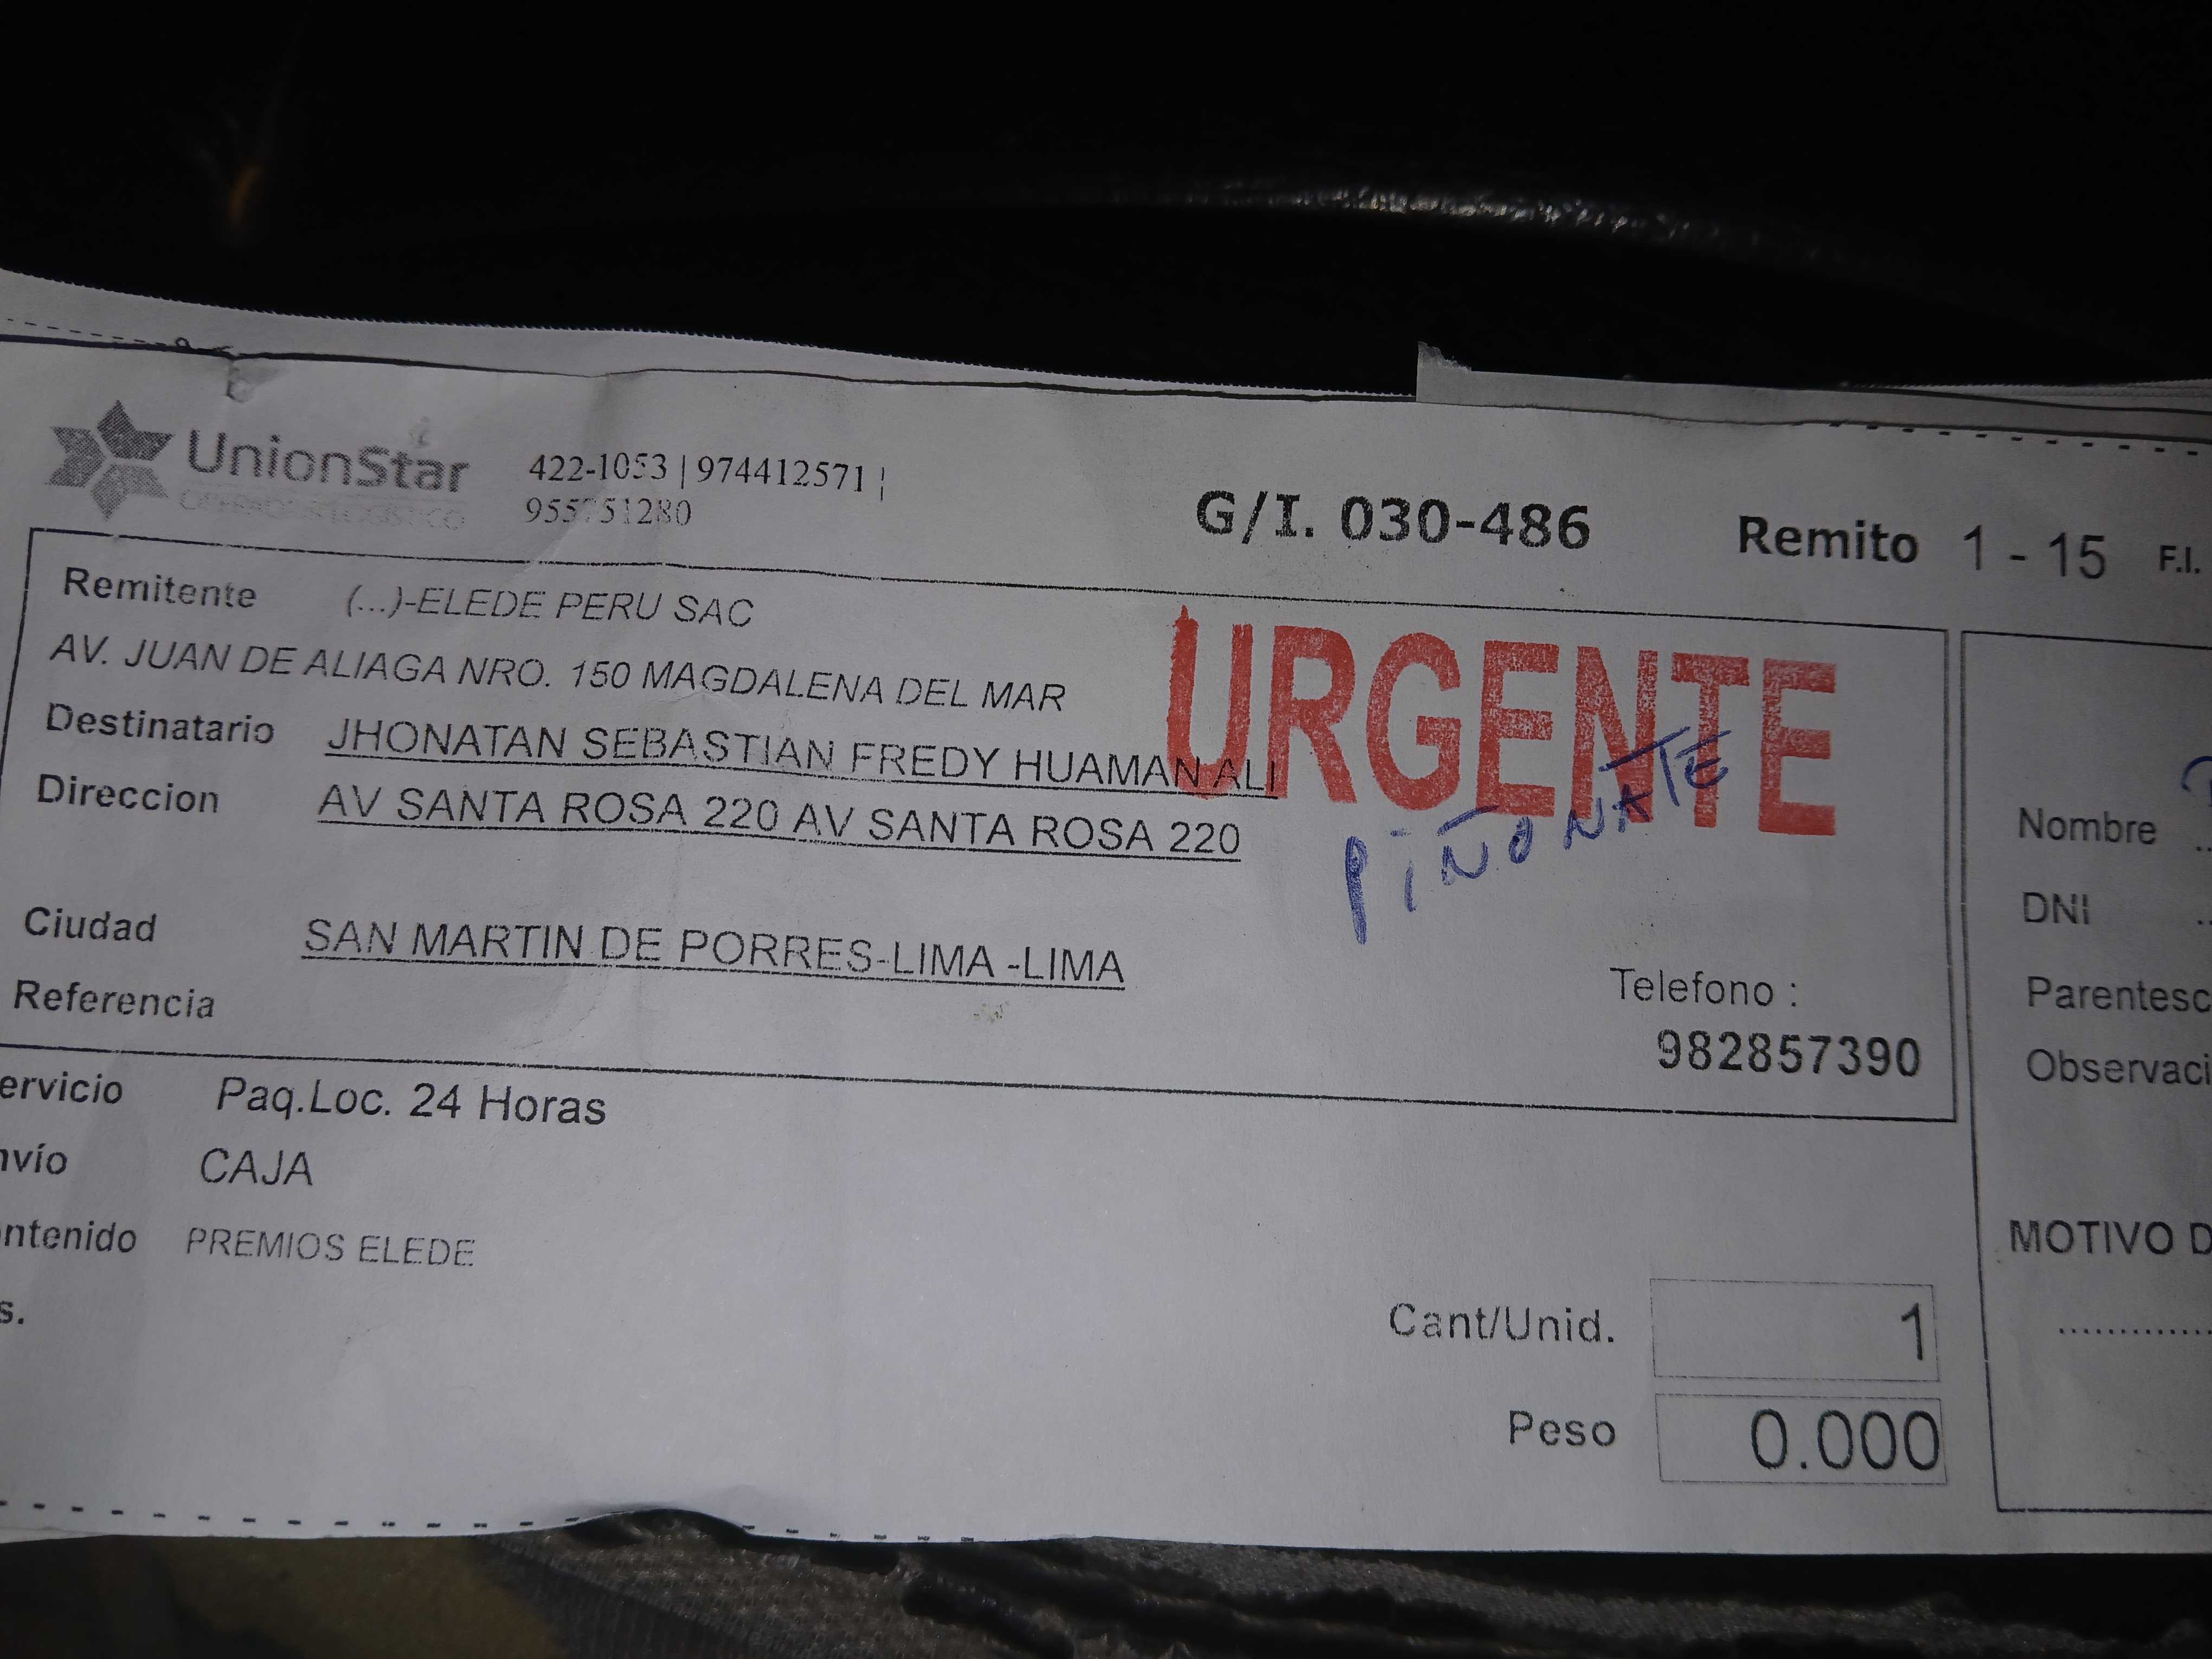 UnionStar
422-1053 | 974412571 |
G/I. 030-486
Remito 1 - 15 F.I.
Remitente (...)-ELEDE PERU SAC
AV. JUAN DE ALIAGA NRO. 150 MAGDALENA DEL MAR
URGENTE
Destinatario JHONATAN SEBASTIAN FREDY HUAMAN ALI
Direccion AV SANTA ROSA 220 AV SANTA ROSA 220
PIÑONATE
Ciudad SAN MARTIN DE PORRES-LIMA -LIMA
Referencia
Telefono :
982857390
ervicio Paq.Loc. 24 Horas
nvío CAJA
ontenido PREMIOS ELEDE
s.
Cant/Unid. 1
Peso 0.000
Nombre ..
DNI ..
Parentesc
Observaci
MOTIVO D